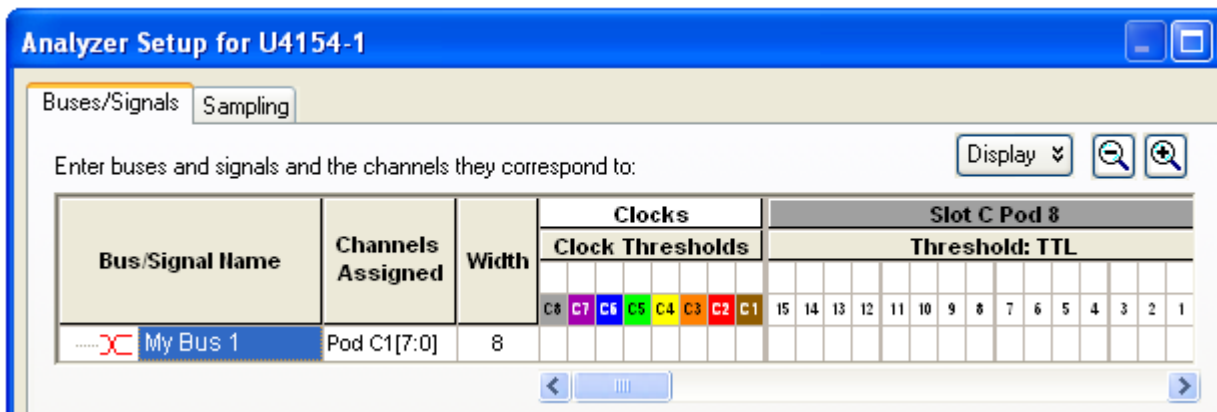 Analyzer Setup for U4154-1
Buses/Signals Sampling
Enter buses and signals and the channels they correspond to:
Display
Bus/Signal Name
Channels Assigned
Width
Clocks
Slot C Pod 8
Clock Thresholds
Threshold: TTL
C8 C7 C6 C5 C4 C3 C2 C1 15 14 13 12 11 10 9 8 7 6 5 4 3 2 1
My Bus 1 Pod C1[7:0] 8